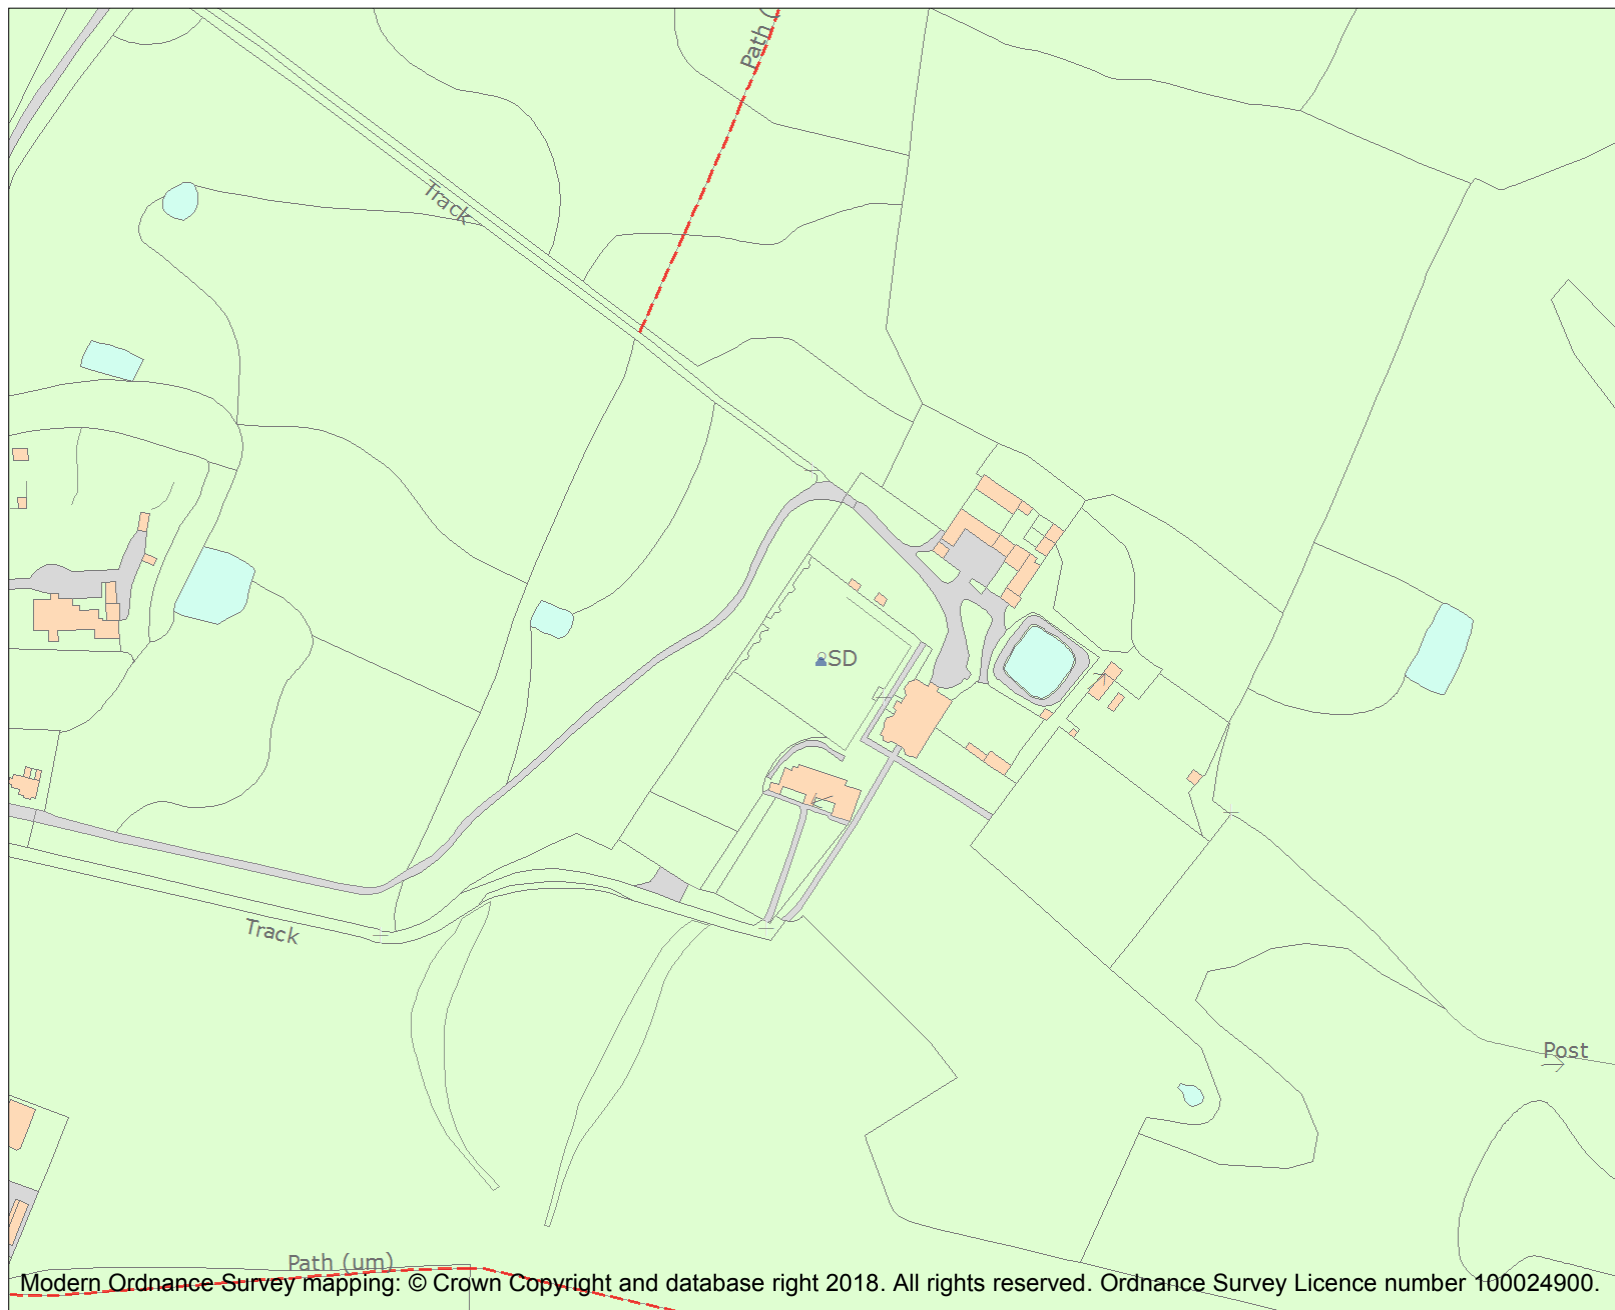 Path (
Track
SD
Track
Post
Path (um)
Modern Ordnance Survey mapping: © Crown Copyright and database right 2018. All rights reserved. Ordnance Survey Licence number 100024900.